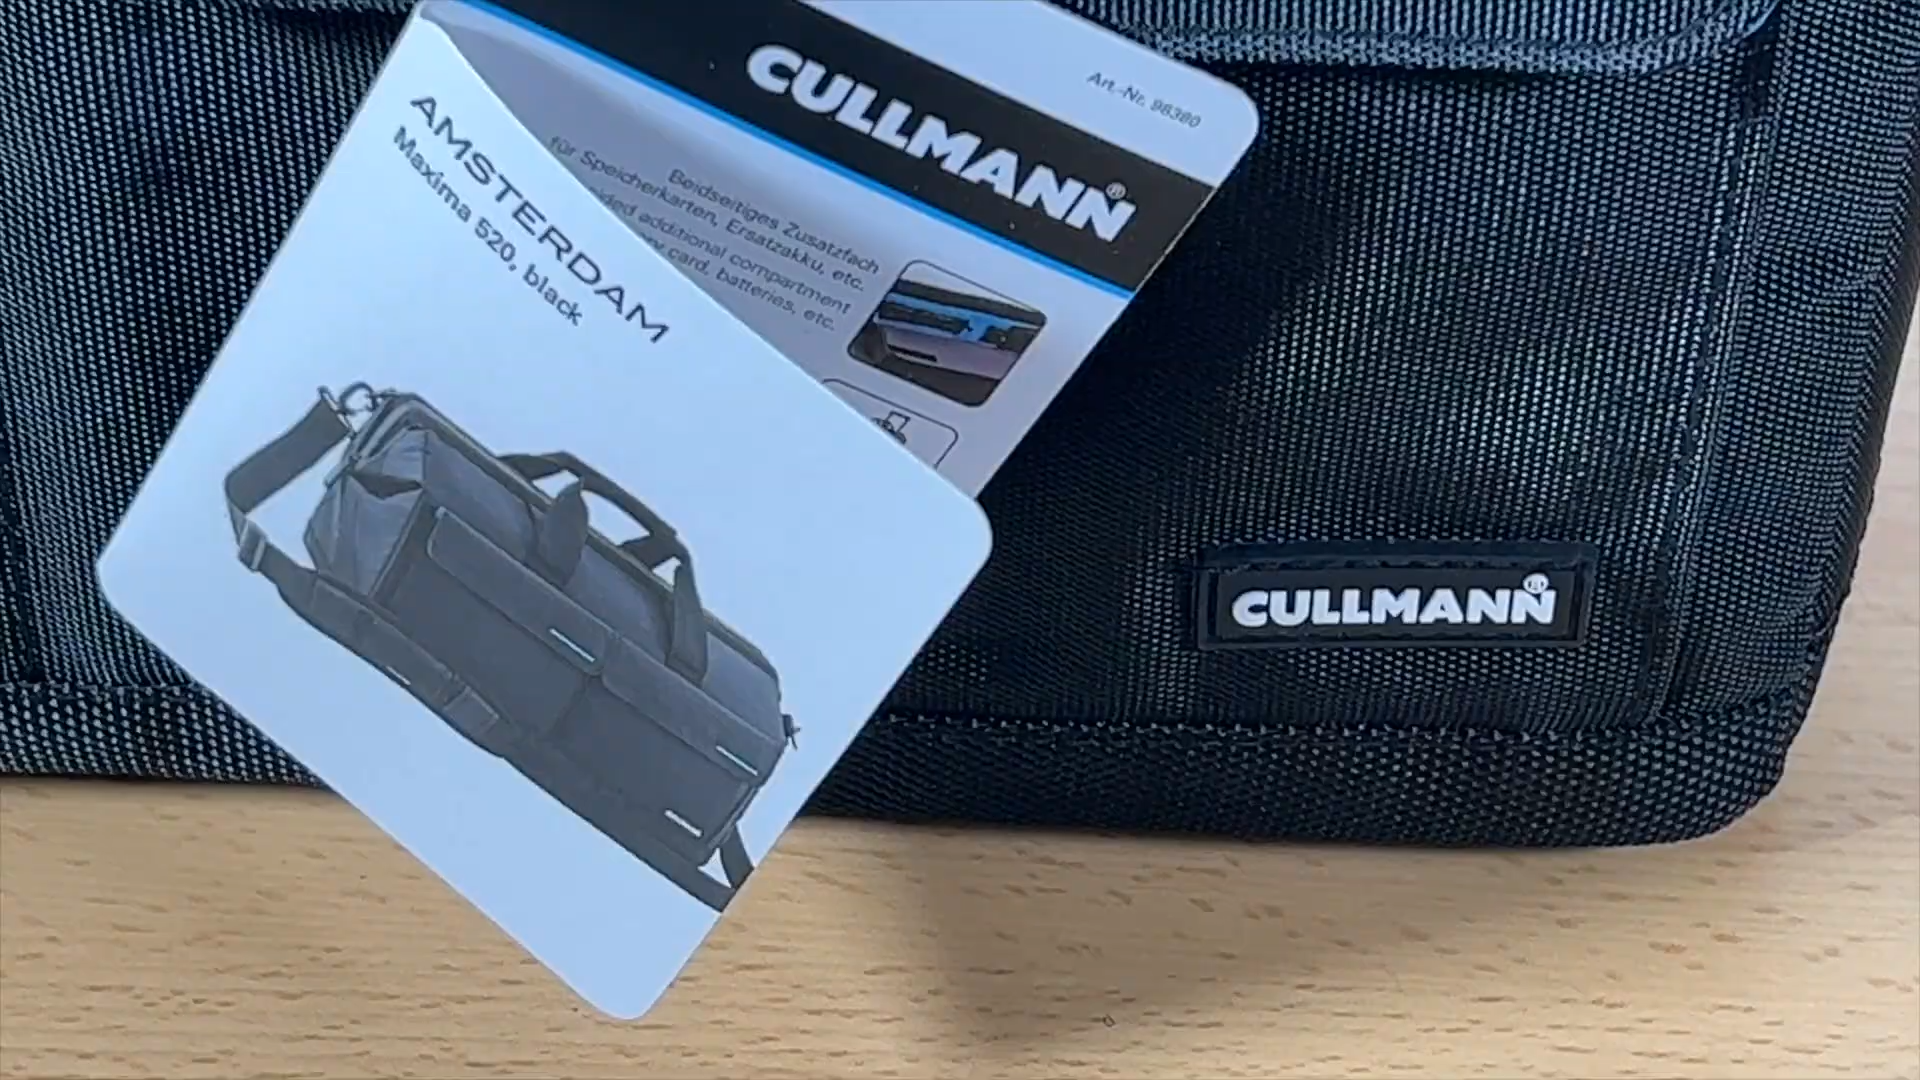 Art.-Nr. 98380
CULLMANN®
Beidseitiges Zusatzfach
für Speicherkarten, Ersatzakku, etc.
additional compartment
card, batteries, etc.
AMSTERDAM
Maxima 520, black
CULLMANN®